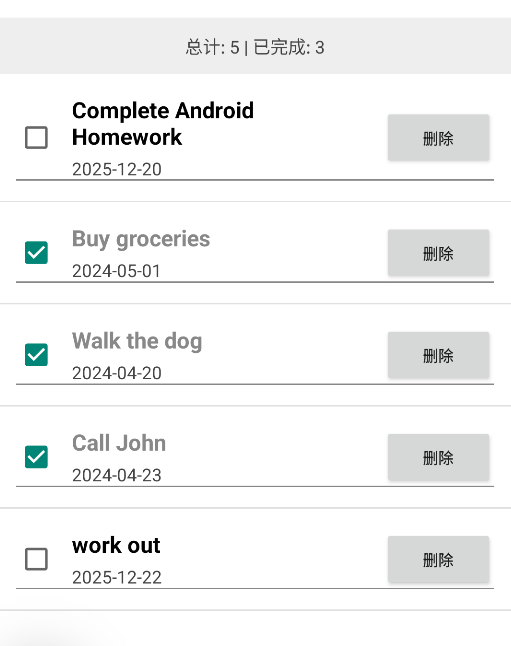 总计: 5 | 已完成: 3
Complete Android
Homework
2025-12-20
删除
Buy groceries
2024-05-01
删除
Walk the dog
2024-04-20
删除
Call John
2024-04-23
删除
work out
2025-12-22
删除